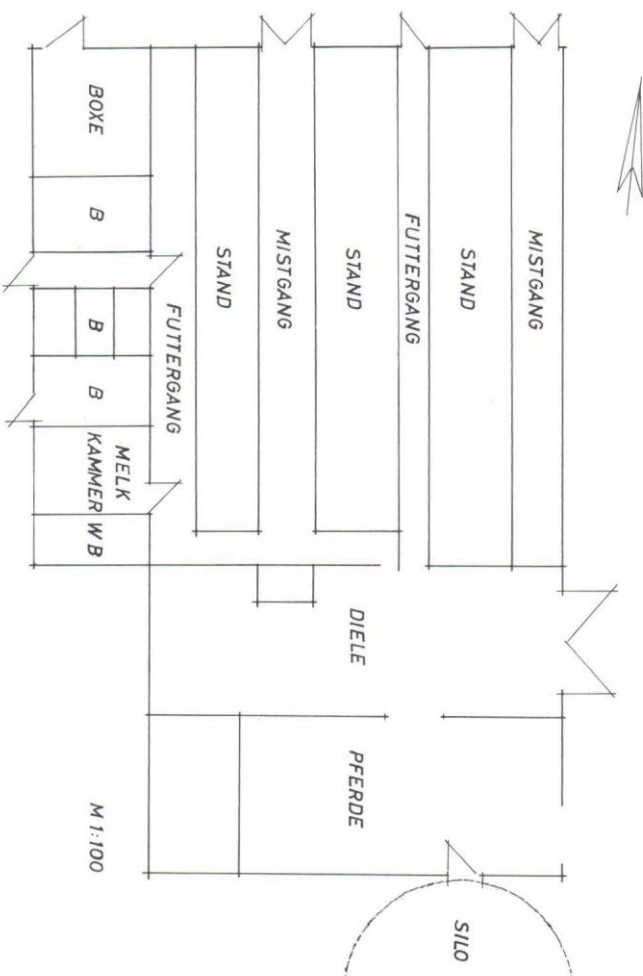 MISTGANG
STAND
FUTTERGANG
STAND
MISTGANG
STAND
FUTTERGANG
BOXE
B
B
B
MELK
KAMMER
W B
DIELE
PFERDE
SILO
M 1:100